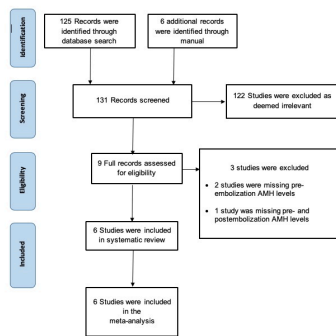 Identification
125 Records were
identified through
database search
6 additional records
were identified through
manual
Screening
131 Records screened
122 Studies were excluded as
deemed irrelevant
Eligibility
9 Full records assessed
for eligibility
3 studies were excluded
• 2 studies were missing pre-
embolization AMH levels
• 1 study was missing pre- and
postembolization AMH levels
Included
6 Studies were included
in systematic review
6 Studies were included
in the
meta-analysis